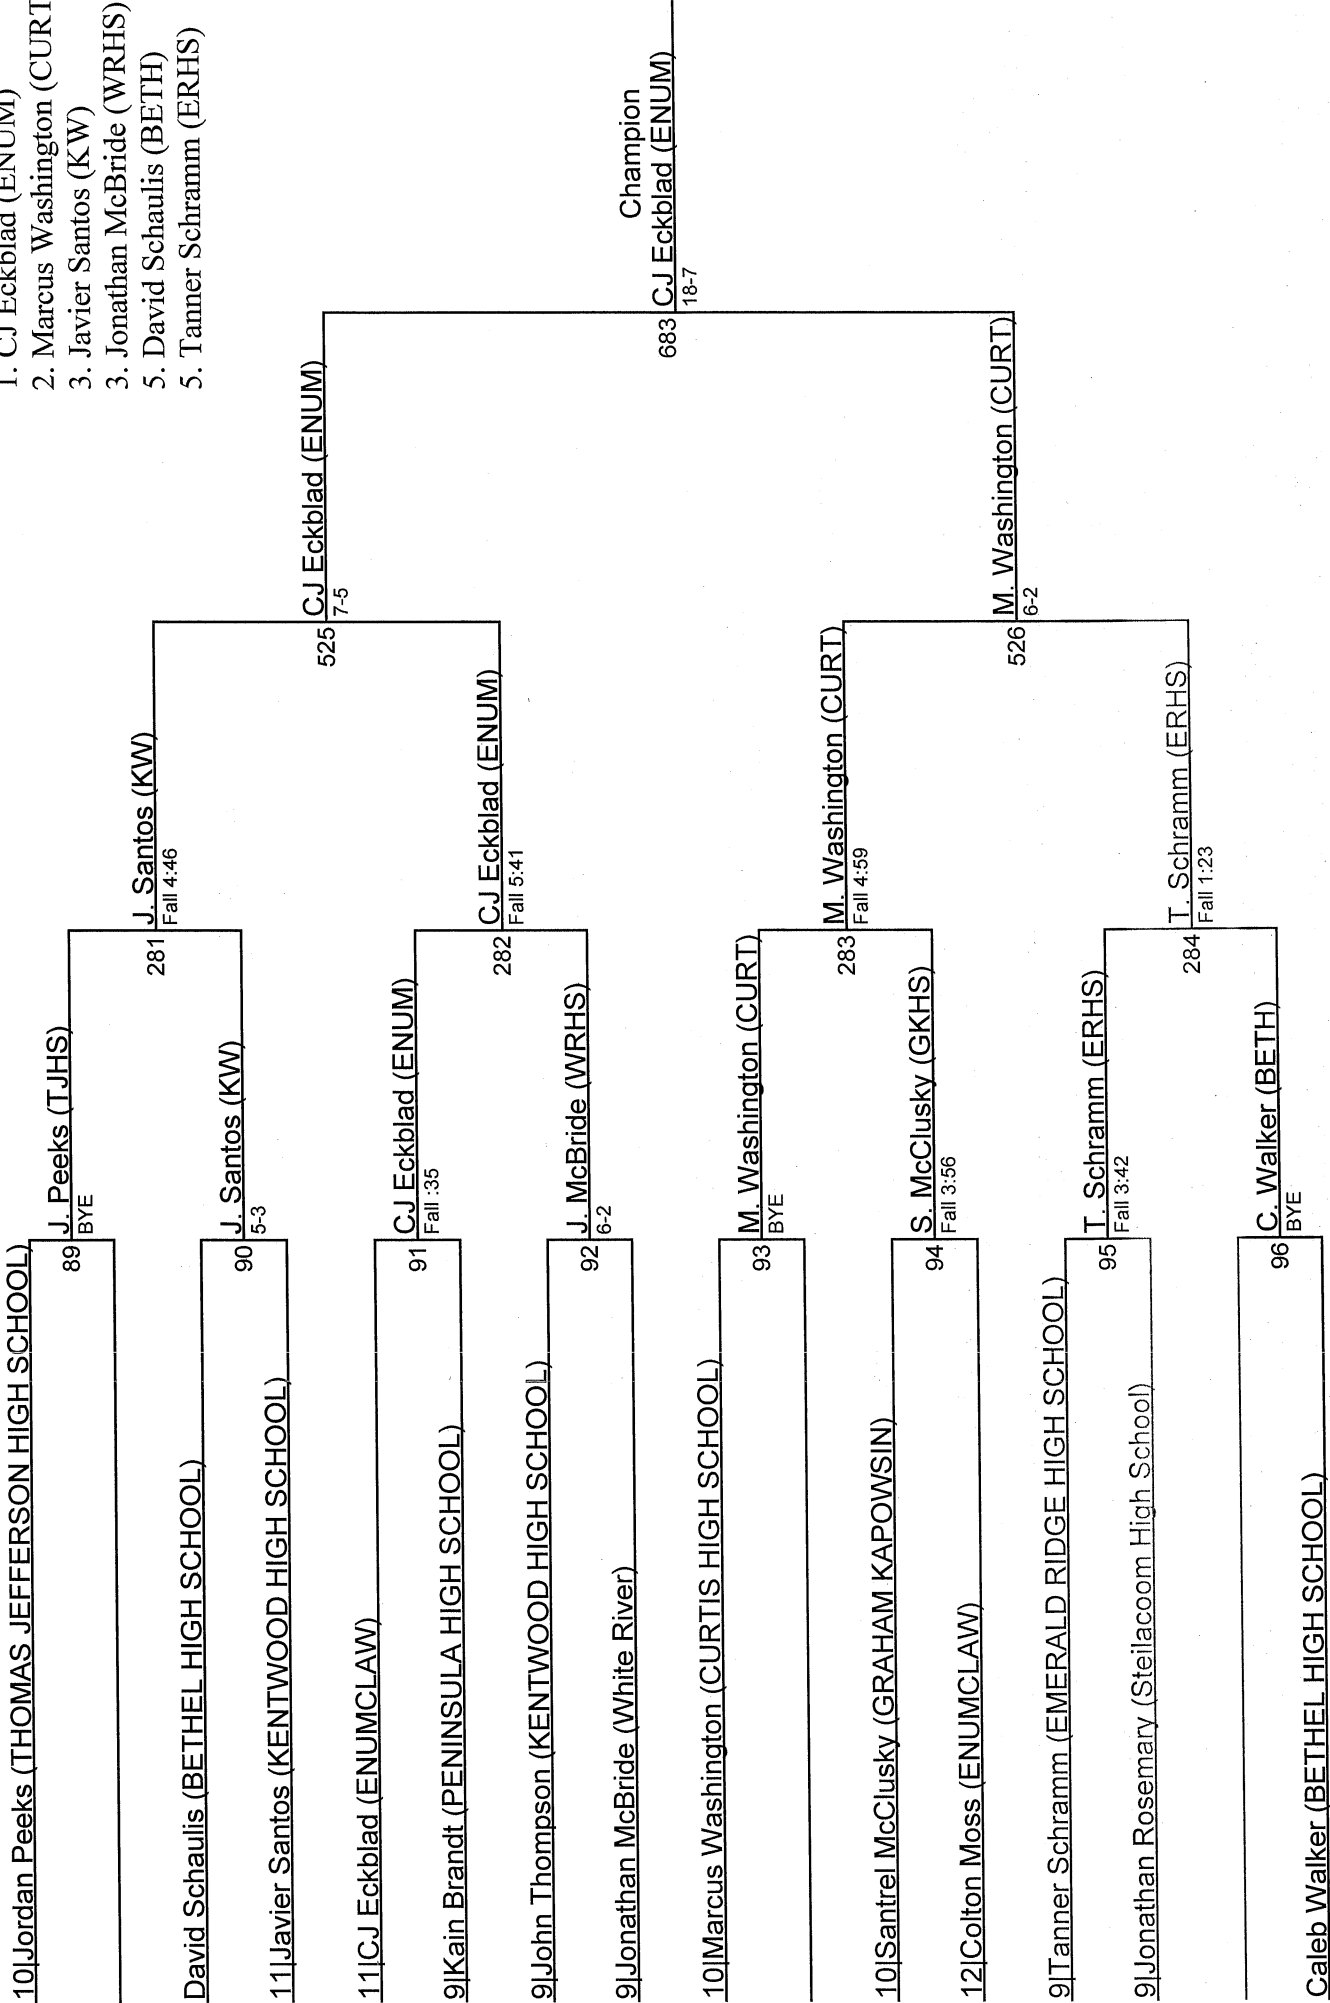 1. CJ Eckblad (ENUM)
2. Marcus Washington (CURT
3. Javier Santos (KW)
3. Jonathan McBride (WRHS)
5. David Schaulis (BETH)
5. Tanner Schramm (ERHS)
10|Jordan Peeks (THOMAS JEFFERSON HIGH SCHOOL)
89
J. Peeks (TJHS)
BYE
David Schaulis (BETHEL HIGH SCHOOL)
90
J. Santos (KW)
5-3
11|Javier Santos (KENTWOOD HIGH SCHOOL)
281
J. Santos (KW)
Fall 4:46
11|CJ Eckblad (ENUMCLAW)
91
CJ Eckblad (ENUM)
Fall :35
9|Kain Brandt (PENINSULA HIGH SCHOOL)
282
CJ Eckblad (ENUM)
Fall 5:41
9|John Thompson (KENTWOOD HIGH SCHOOL)
92
J. McBride (WRHS)
6-2
9|Jonathan McBride (White River)
525
CJ Eckblad (ENUM)
7-5
10|Marcus Washington (CURTIS HIGH SCHOOL)
93
M. Washington (CURT)
BYE
283
M. Washington (CURT)
Fall 4:59
10|Santrel McClusky (GRAHAM KAPOWSIN)
94
S. McClusky (GKHS)
Fall 3:56
12|Colton Moss (ENUMCLAW)
526
M. Washington (CURT)
6-2
9|Tanner Schramm (EMERALD RIDGE HIGH SCHOOL)
95
T. Schramm (ERHS)
Fall 3:42
9|Jonathan Rosemary (Steilacoom High School)
284
T. Schramm (ERHS)
Fall 1:23
96
C. Walker (BETH)
BYE
Caleb Walker (BETHEL HIGH SCHOOL)
683
Champion
CJ Eckblad (ENUM)
18-7